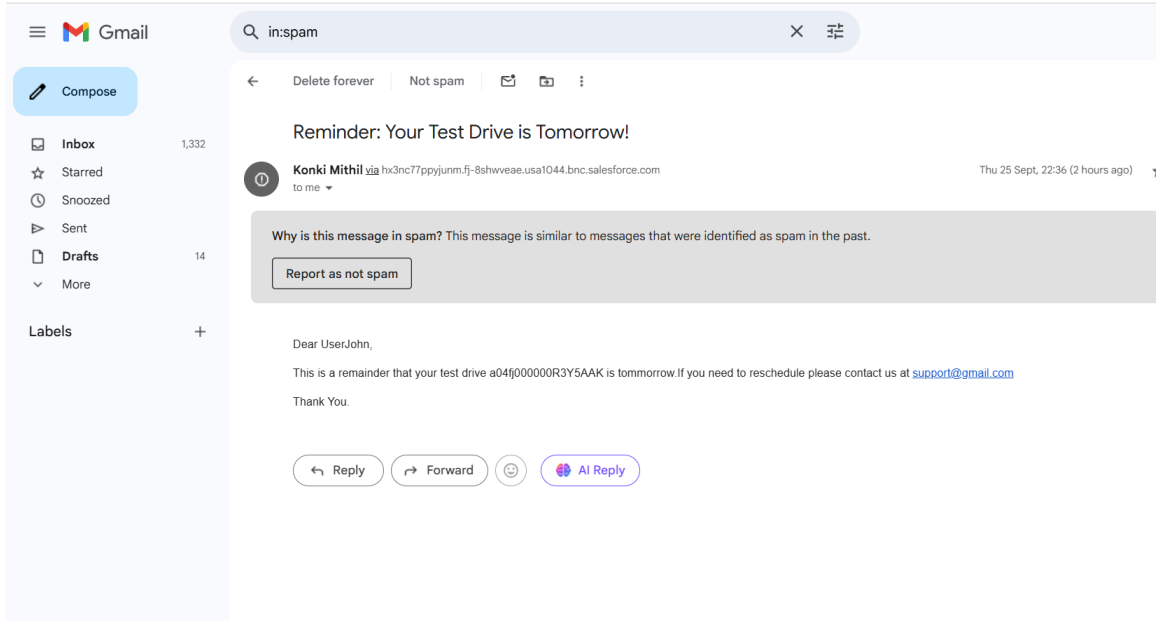 Gmail
in:spam
Compose
Delete forever
Not spam
Reminder: Your Test Drive is Tomorrow!
Inbox 1,332
Starred
Snoozed
Sent
Drafts 14
More
Labels
Konki Mithil via hx3nc77ppyjunm.fj-8shwveae.usa1044.bnc.salesforce.com
Thu 25 Sept, 22:36 (2 hours ago)
to me
Why is this message in spam? This message is similar to messages that were identified as spam in the past.
Report as not spam
Dear UserJohn,
This is a remainder that your test drive a04fj000000R3Y5AAK is tommorrow.If you need to reschedule please contact us at support@gmail.com
Thank You.
Reply
Forward
AI Reply